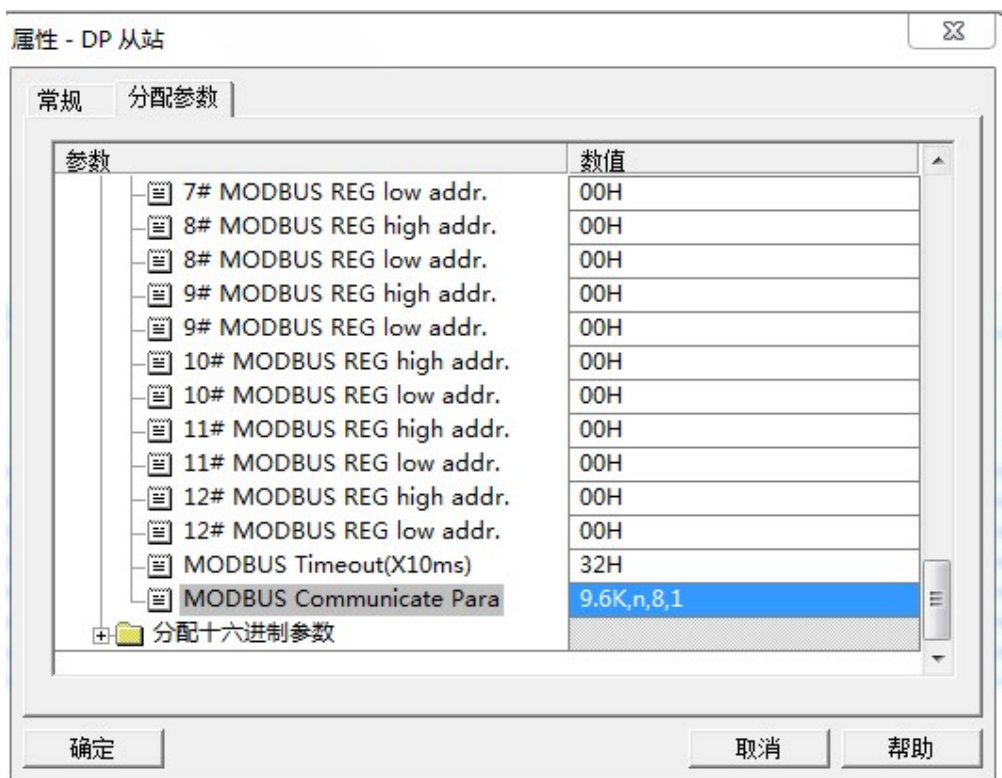 属性 - DP 从站
常规 分配参数
参数 数值
7# MODBUS REG low addr. 00H
8# MODBUS REG high addr. 00H
8# MODBUS REG low addr. 00H
9# MODBUS REG high addr. 00H
9# MODBUS REG low addr. 00H
10# MODBUS REG high addr. 00H
10# MODBUS REG low addr. 00H
11# MODBUS REG high addr. 00H
11# MODBUS REG low addr. 00H
12# MODBUS REG high addr. 00H
12# MODBUS REG low addr. 00H
MODBUS Timeout(X10ms) 32H
MODBUS Communicate Para 9.6K,n,8,1
分配十六进制参数
确定 取消 帮助